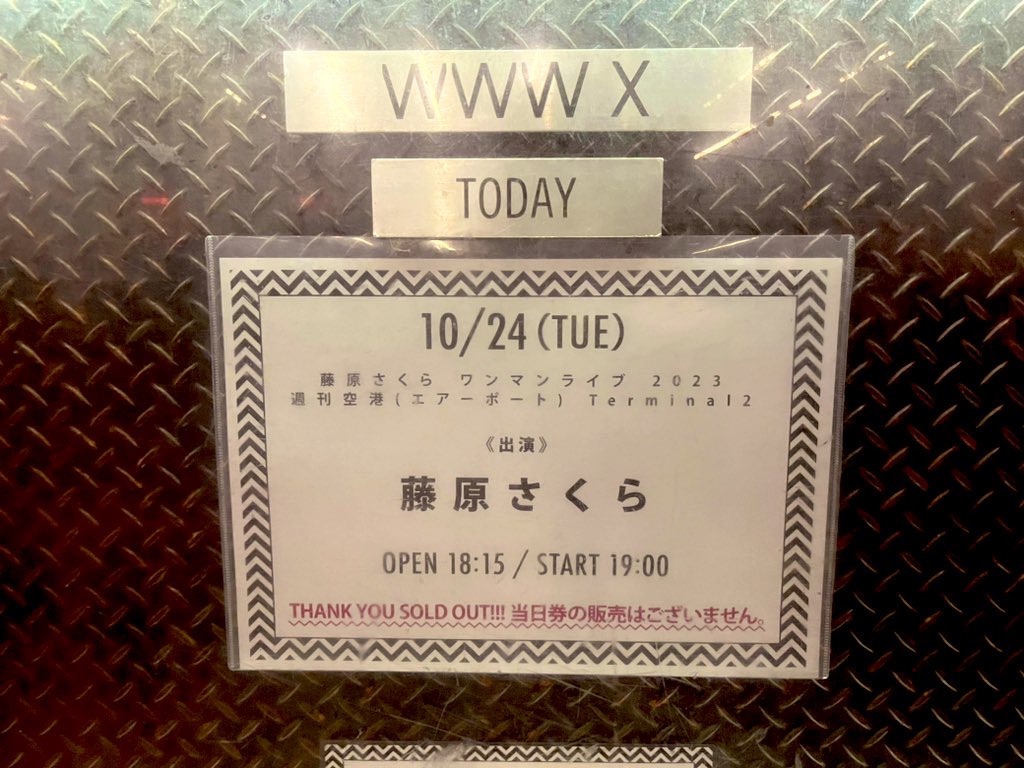 WWW X
TODAY
10/24(TUE)
藤原さくら ワンマンライブ 2023
週刊空港(エアーポート) Terminal2
《出演》
藤原さくら
OPEN 18:15 / START 19:00
THANK YOU SOLD OUT!!! 当日券の販売はございません。